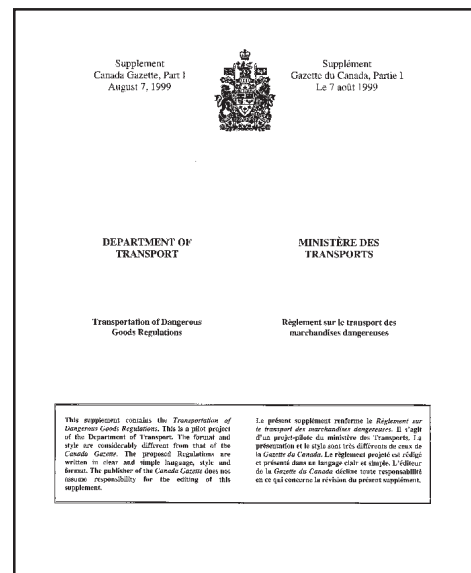 Supplement
Canada Gazette, Part I
August 7, 1999
Supplément
Gazette du Canada, Partie I
Le 7 août 1999
DEPARTMENT OF
TRANSPORT
MINISTÈRE DES
TRANSPORTS
Transportation of Dangerous
Goods Regulations
Règlement sur le transport des
marchandises dangereuses
This supplement contains the Transportation of
Dangerous Goods Regulations. This is a pilot project
of the Department of Transport. The format and
style are considerably different from that of the
Canada Gazette. The proposed Regulations are
written in clear and simple language, style and
format. The publisher of the Canada Gazette does not
assume responsibility for the editing of this
supplement.
Le présent supplément renferme le Règlement sur
le transport des marchandises dangereuses. Il s'agit
d'un projet-pilote du ministère des Transports. La
présentation et le style sont très différents de ceux de
la Gazette du Canada. Le règlement projeté est rédigé
et présenté dans un langage clair et simple. L'éditeur
de la Gazette du Canada décline toute responsabilité
en ce qui concerne la révision du présent supplément.